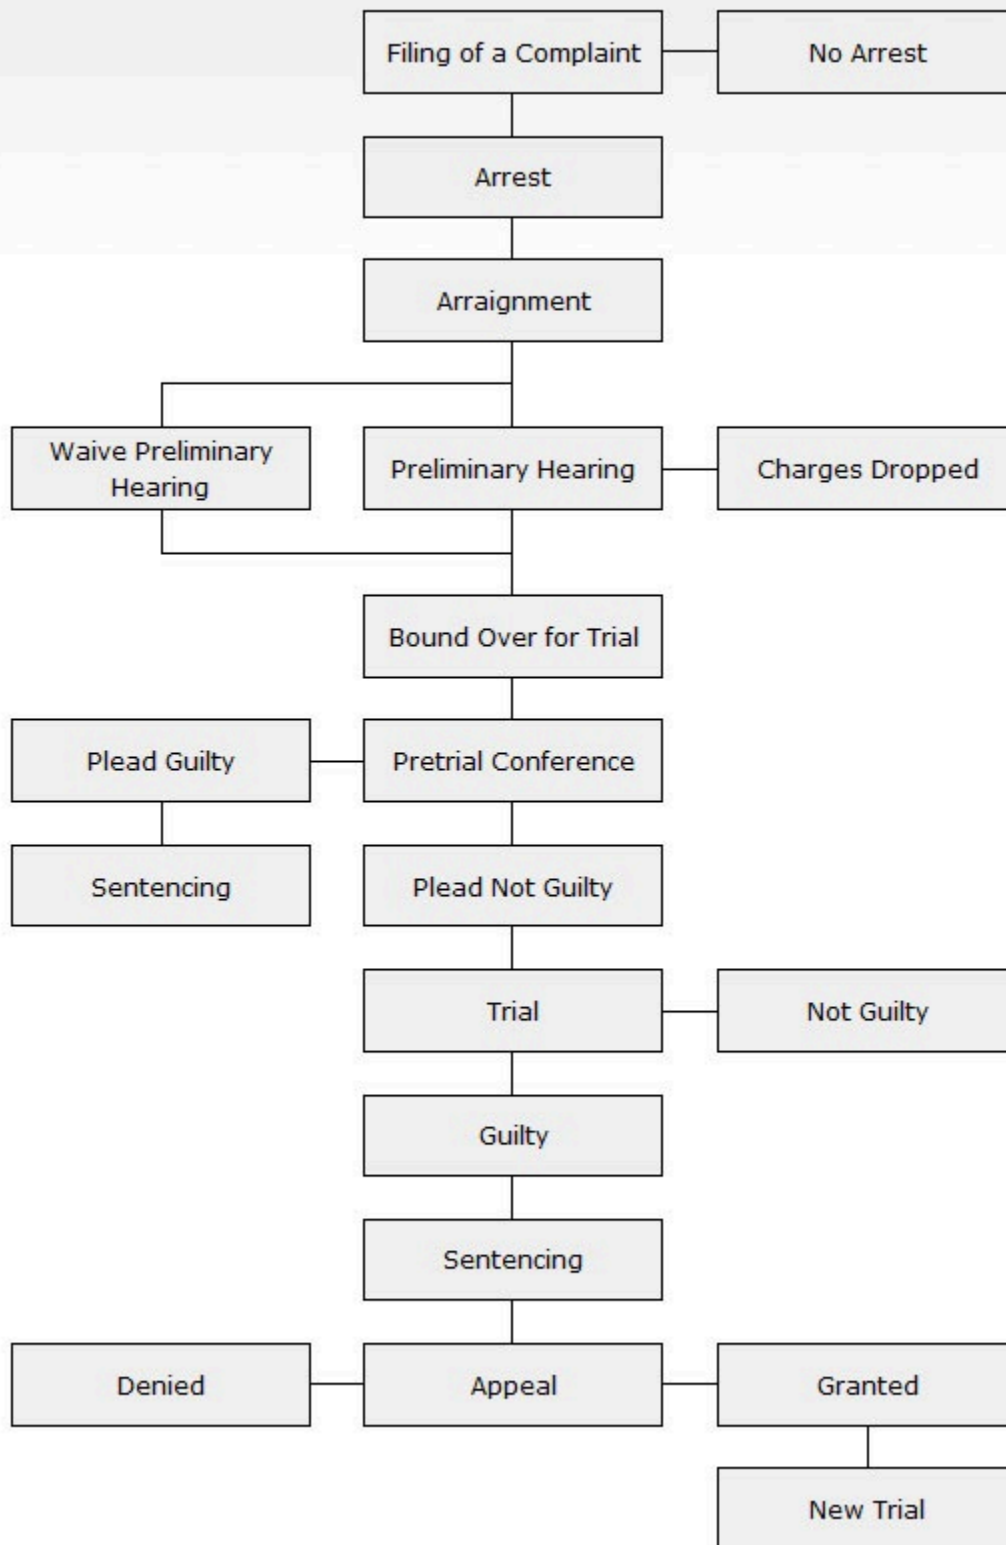 Filing of a Complaint
No Arrest
Arrest
Arraignment
Waive Preliminary
Hearing
Preliminary Hearing
Charges Dropped
Bound Over for Trial
Plead Guilty
Pretrial Conference
Sentencing
Plead Not Guilty
Trial
Not Guilty
Guilty
Sentencing
Denied
Appeal
Granted
New Trial